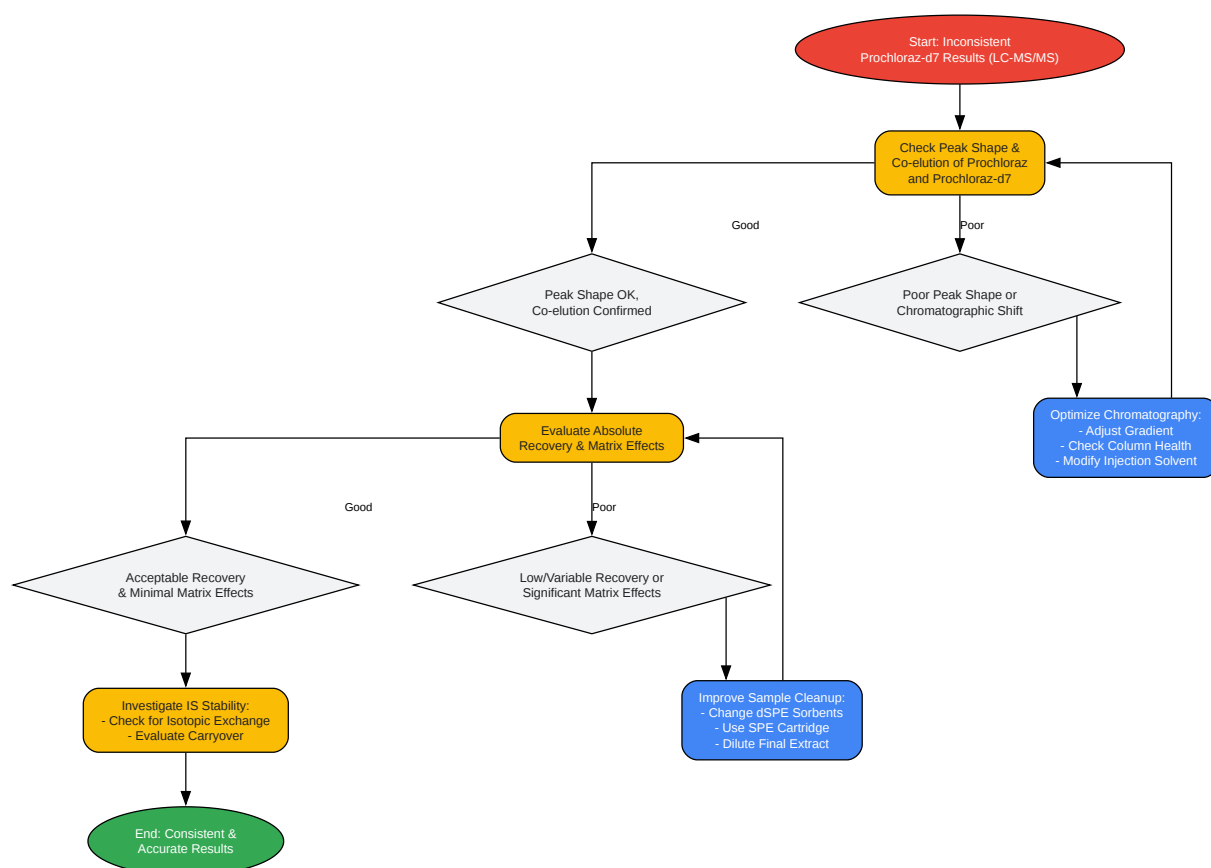 Start: Inconsistent
Prochloraz-d7 Results (LC-MS/MS)
Check Peak Shape &
Co-elution of Prochloraz
and Prochloraz-d7
Good
Poor
Peak Shape OK,
Co-elution Confirmed
Poor Peak Shape or
Chromatographic Shift
Optimize Chromatography:
- Adjust Gradient
- Check Column Health
- Modify Injection Solvent
Evaluate Absolute
Recovery & Matrix Effects
Good
Poor
Acceptable Recovery
& Minimal Matrix Effects
Low/Variable Recovery or
Significant Matrix Effects
Investigate IS Stability:
- Check for Isotopic Exchange
- Evaluate Carryover
Improve Sample Cleanup:
- Change dSPE Sorbents
- Use SPE Cartridge
- Dilute Final Extract
End: Consistent &
Accurate Results